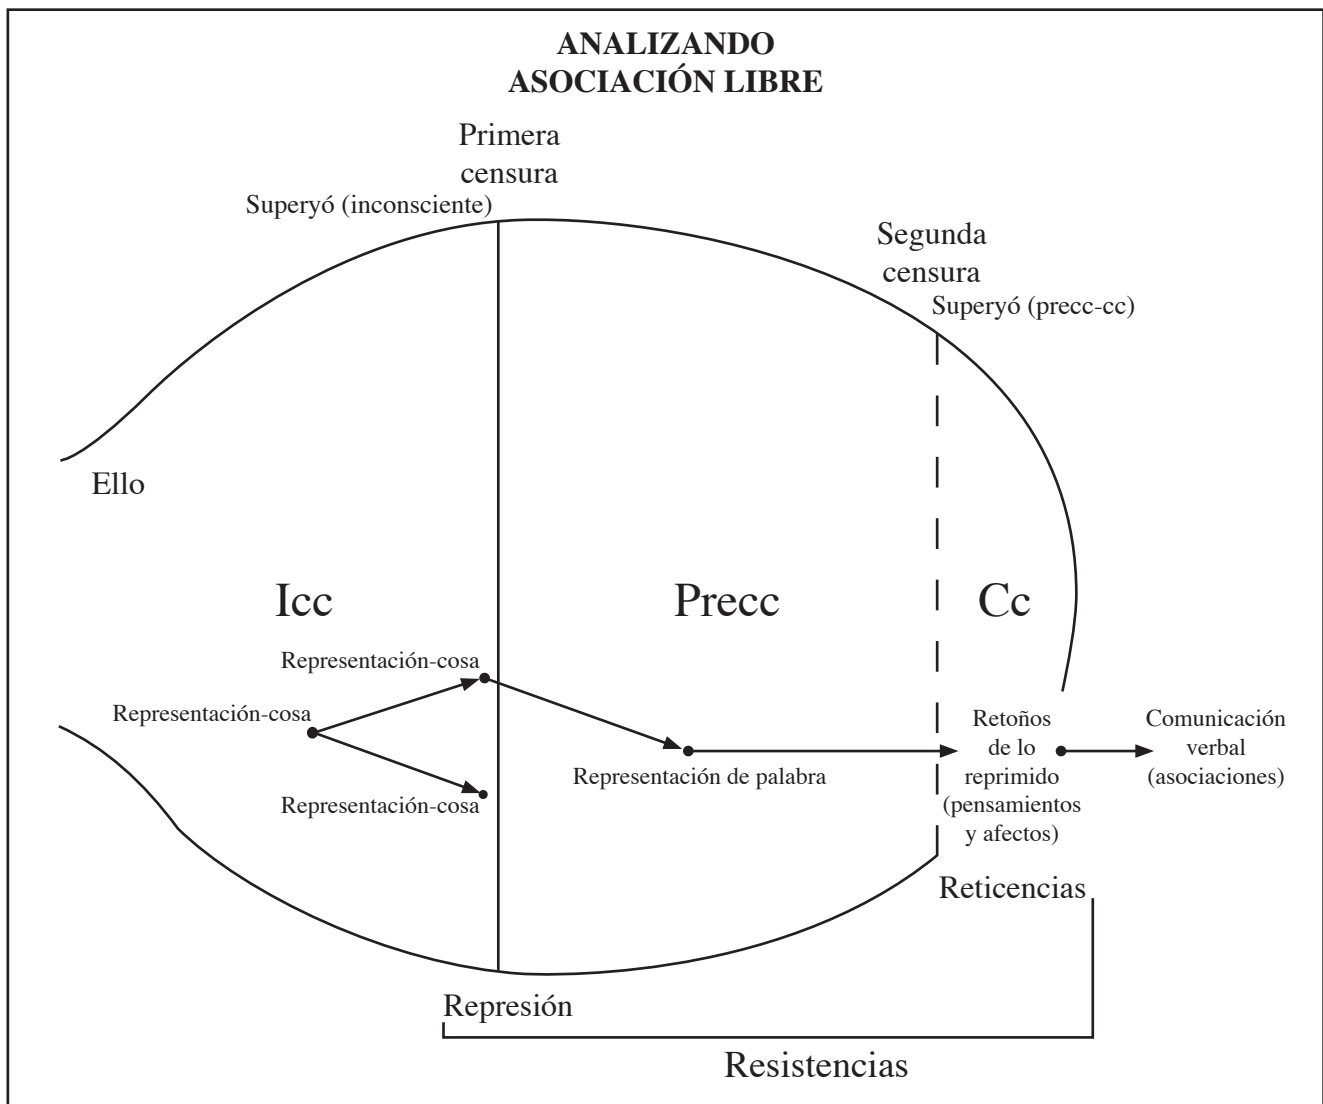 ANALIZANDO
ASOCIACIÓN LIBRE
Primera
censura
Superyó (inconsciente)
Segunda
censura
Superyó (precc-cc)
Ello
Icc
Precc
Cc
Representación-cosa
Representación-cosa
Representación-cosa
Representación de palabra
Retoños
de lo
reprimido
(pensamientos
y afectos)
Comunicación
verbal
(asociaciones)
Reticencias
Represión
Resistencias